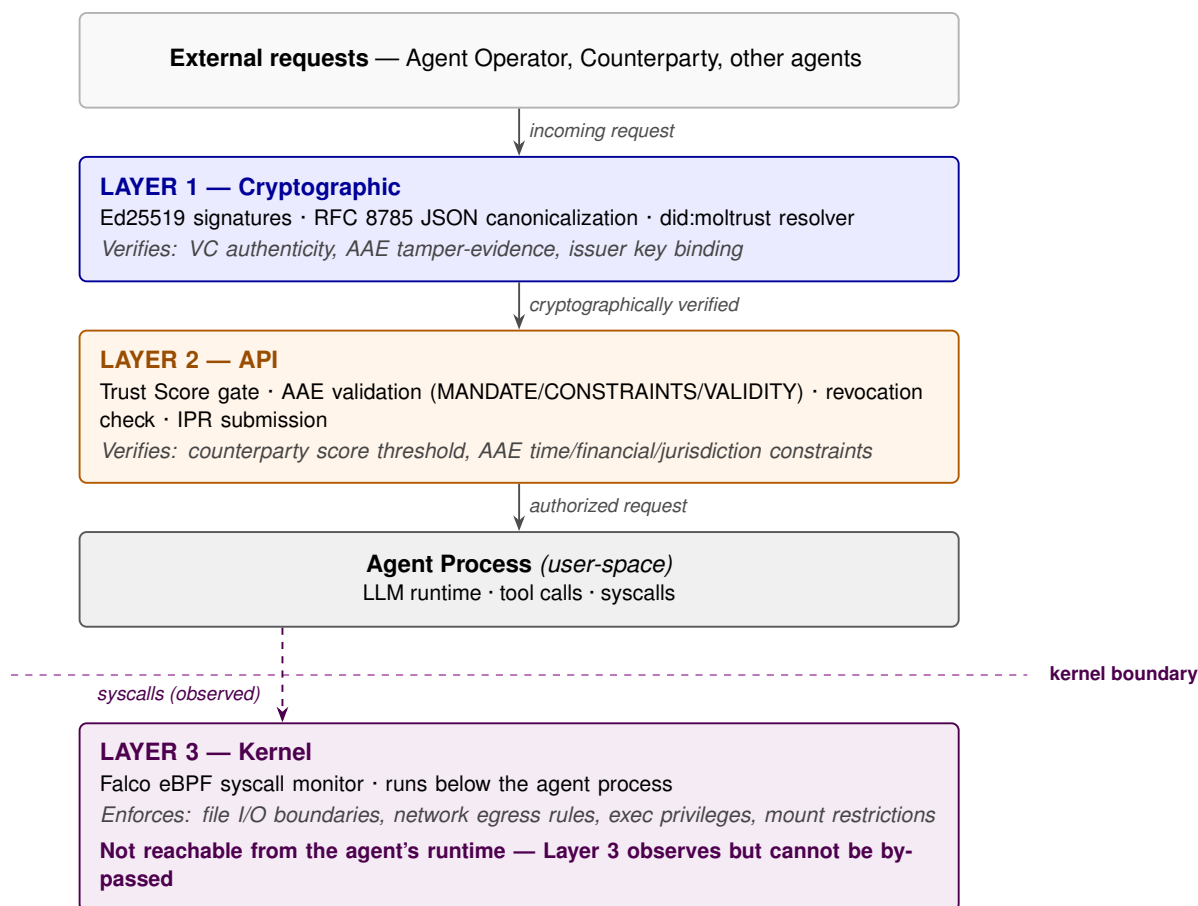 External requests — Agent Operator, Counterparty, other agents
incoming request
LAYER 1 — Cryptographic
Ed25519 signatures · RFC 8785 JSON canonicalization · did:moltrust resolver
Verifies: VC authenticity, AAE tamper-evidence, issuer key binding
cryptographically verified
LAYER 2 — API
Trust Score gate · AAE validation (MANDATE/CONSTRAINTS/VALIDITY) · revocation
check · IPR submission
Verifies: counterparty score threshold, AAE time/financial/jurisdiction constraints
authorized request
Agent Process (user-space)
LLM runtime · tool calls · syscalls
kernel boundary
syscalls (observed)
LAYER 3 — Kernel
Falco eBPF syscall monitor · runs below the agent process
Enforces: file I/O boundaries, network egress rules, exec privileges, mount restrictions
Not reachable from the agent's runtime — Layer 3 observes but cannot be by-
passed